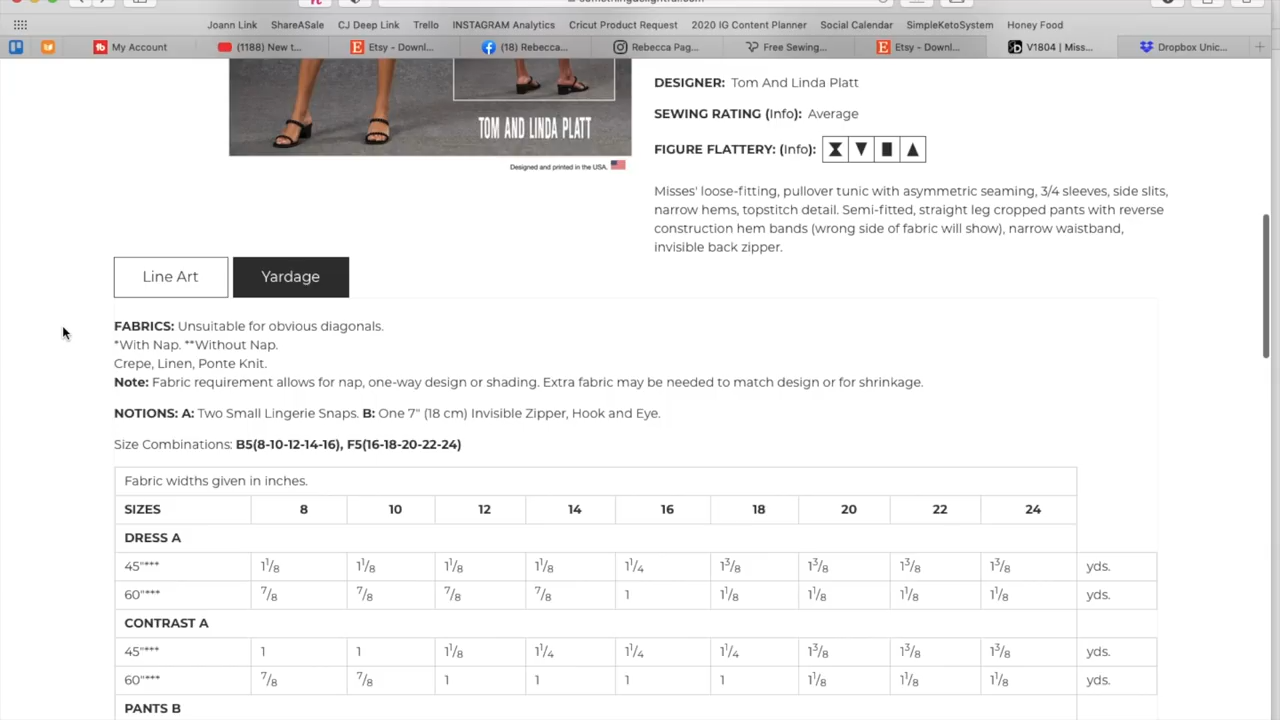 Joann Link ShareASale CJ Deep Link Trello INSTAGRAM Analytics Cricut Product Request 2020 IG Content Planner Social Calendar SimpleKetoSystem Honey Food
My Account (1188) New t... Etsy - Downl... (18) Rebecca... Rebecca Pag... Free Sewing... Etsy - Downl... V1804 | Miss... Dropbox Unic...
TOM AND LINDA PLATT
Designed and printed in the USA.
DESIGNER: Tom And Linda Platt
SEWING RATING (Info): Average
FIGURE FLATTERY: (Info):
Misses' loose-fitting, pullover tunic with asymmetric seaming, 3/4 sleeves, side slits,
narrow hems, topstitch detail. Semi-fitted, straight leg cropped pants with reverse
construction hem bands (wrong side of fabric will show), narrow waistband,
invisible back zipper.
Line Art Yardage
FABRICS: Unsuitable for obvious diagonals.
*With Nap. **Without Nap.
Crepe, Linen, Ponte Knit.
Note: Fabric requirement allows for nap, one-way design or shading. Extra fabric may be needed to match design or for shrinkage.
NOTIONS: A: Two Small Lingerie Snaps. B: One 7" (18 cm) Invisible Zipper, Hook and Eye.
Size Combinations: B5(8-10-12-14-16), F5(16-18-20-22-24)
Fabric widths given in inches.
SIZES 8 10 12 14 16 18 20 22 24
DRESS A
45"*** 1 1/8 1 1/8 1 1/8 1 1/8 1 1/4 1 3/8 1 3/8 1 3/8 1 3/8 yds.
60"*** 7/8 7/8 7/8 7/8 1 1 1/8 1 1/8 1 1/8 1 1/8 yds.
CONTRAST A
45"*** 1 1 1 1/8 1 1/4 1 1/4 1 1/4 1 3/8 1 3/8 1 3/8 yds.
60"*** 7/8 7/8 1 1 1 1 1 1/8 1 1/8 1 1/8 yds.
PANTS B